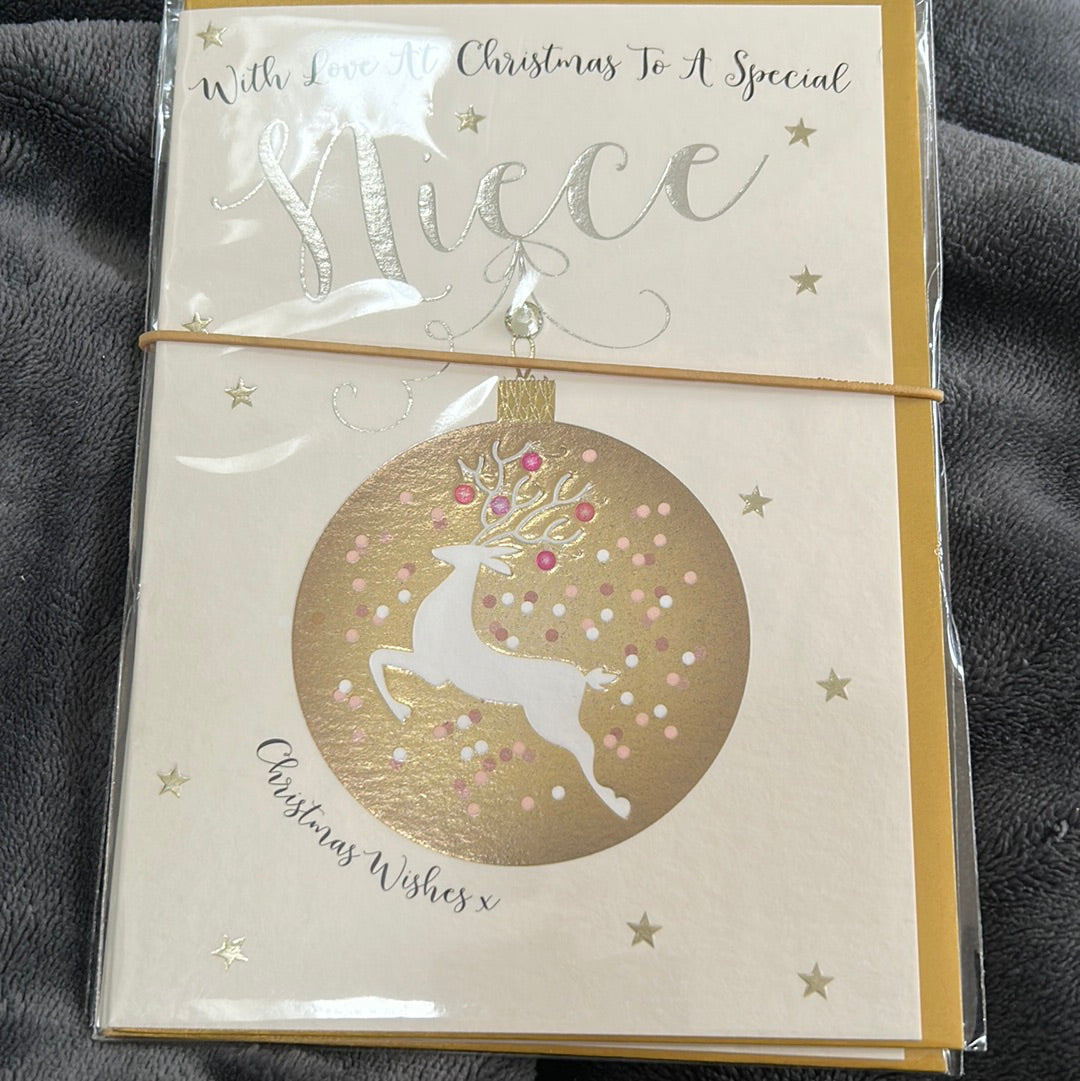 With Love At Christmas To A Special
Niece
Christmas Wishes x